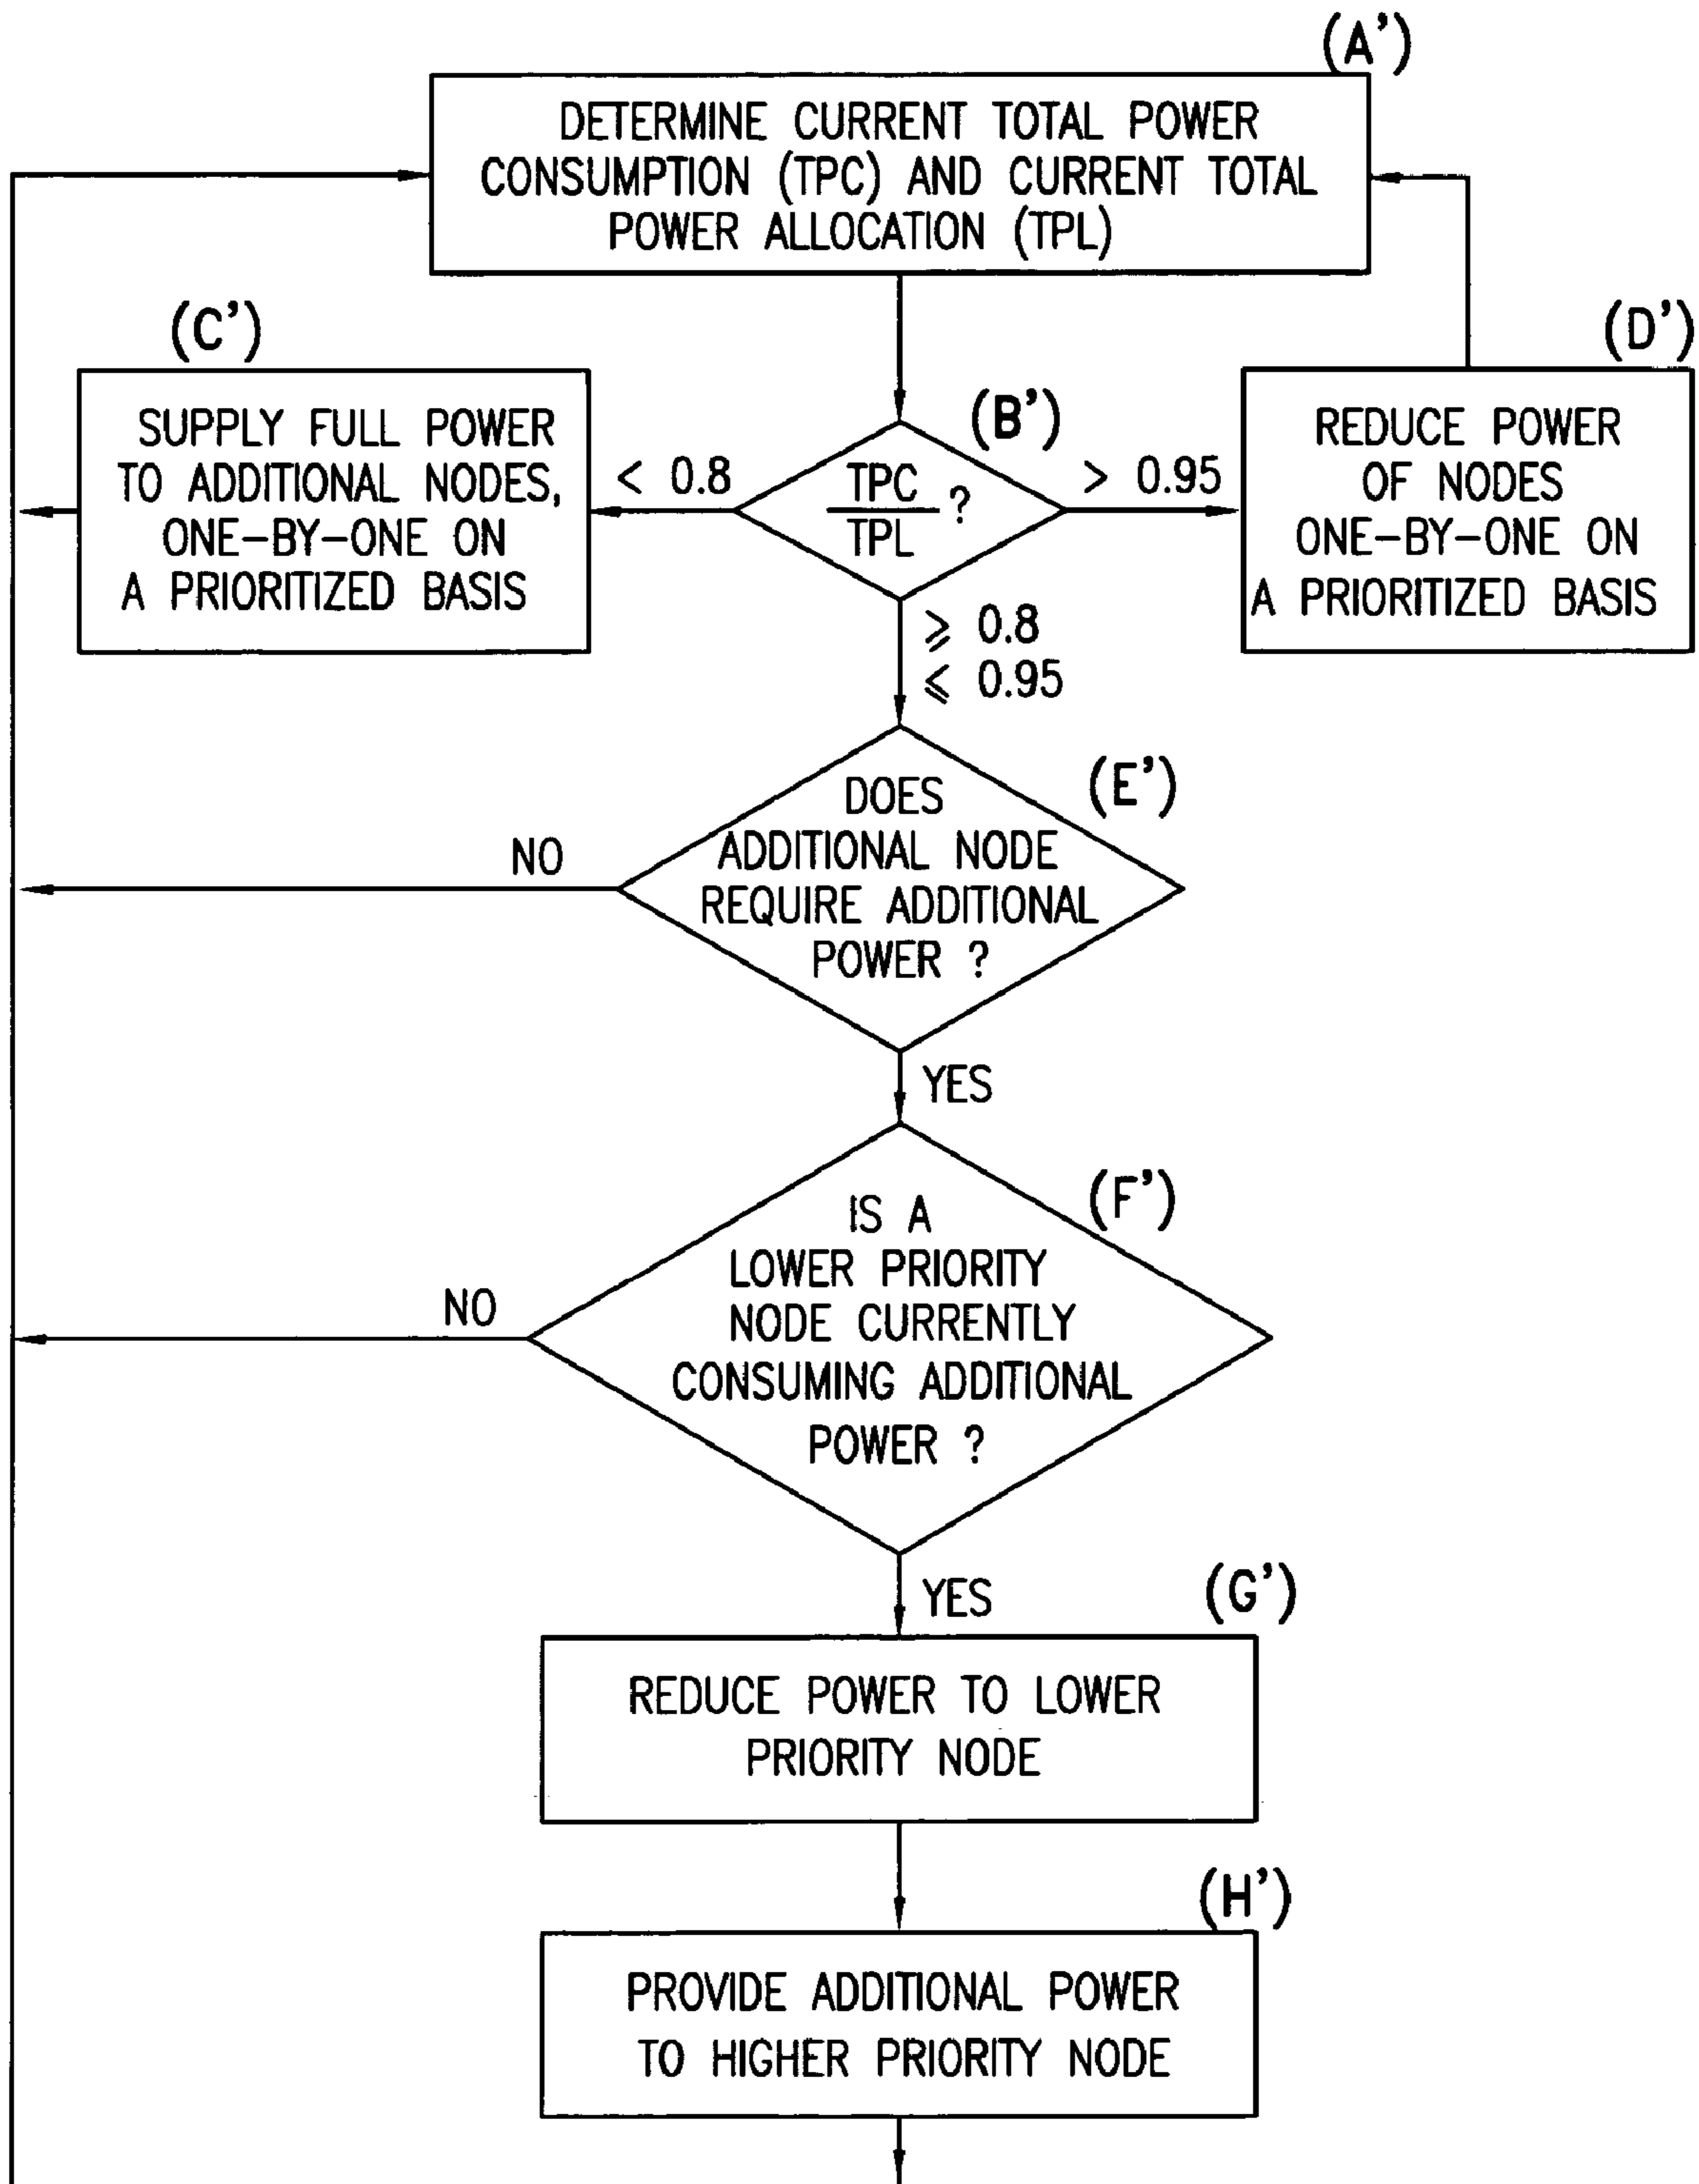 (A')
DETERMINE CURRENT TOTAL POWER
CONSUMPTION (TPC) AND CURRENT TOTAL
POWER ALLOCATION (TPL)
(C')
SUPPLY FULL POWER
TO ADDITIONAL NODES,
ONE-BY-ONE ON
A PRIORITIZED BASIS
< 0.8
(B')
TPC
TPL
?
> 0.95
(D')
REDUCE POWER
OF NODES
ONE-BY-ONE ON
A PRIORITIZED BASIS
⩾ 0.8
⩽ 0.95
(E')
DOES
ADDITIONAL NODE
REQUIRE ADDITIONAL
POWER ?
NO
YES
(F')
IS A
LOWER PRIORITY
NODE CURRENTLY
CONSUMING ADDITIONAL
POWER ?
NO
YES
(G')
REDUCE POWER TO LOWER
PRIORITY NODE
(H')
PROVIDE ADDITIONAL POWER
TO HIGHER PRIORITY NODE